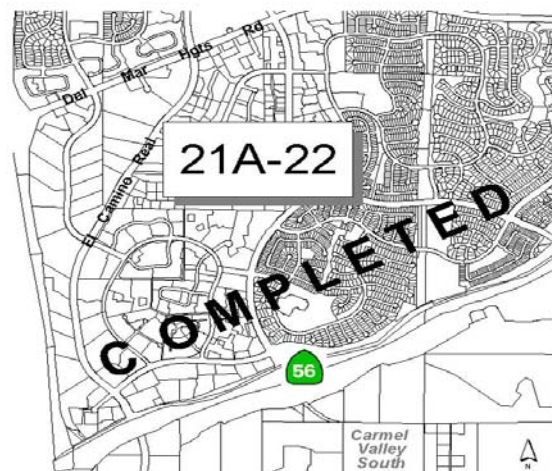 Del Mar Hgts Rd
El Camino Real
21A-22
COMPLETED
56
Carmel
Valley
South
N